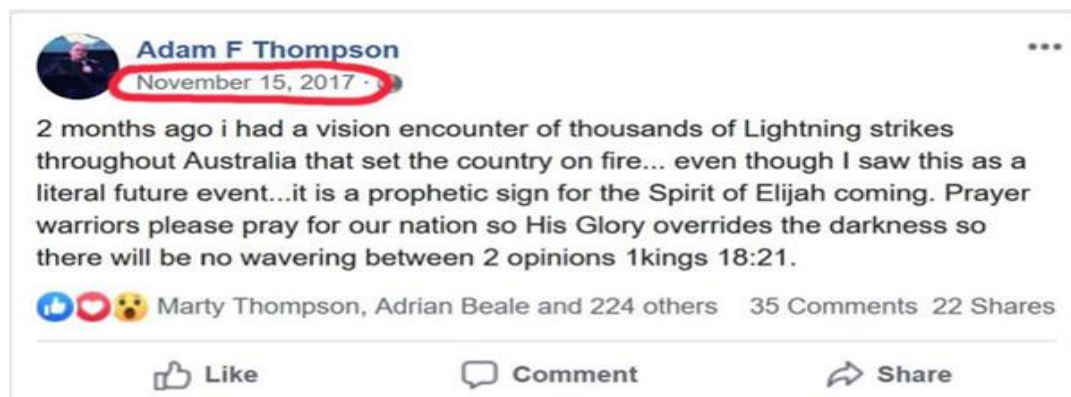 Adam F Thompson
November 15, 2017 ·
2 months ago i had a vision encounter of thousands of Lightning strikes
throughout Australia that set the country on fire... even though I saw this as a
literal future event...it is a prophetic sign for the Spirit of Elijah coming. Prayer
warriors please pray for our nation so His Glory overrides the darkness so
there will be no wavering between 2 opinions 1kings 18:21.
Marty Thompson, Adrian Beale and 224 others 35 Comments 22 Shares
Like Comment Share